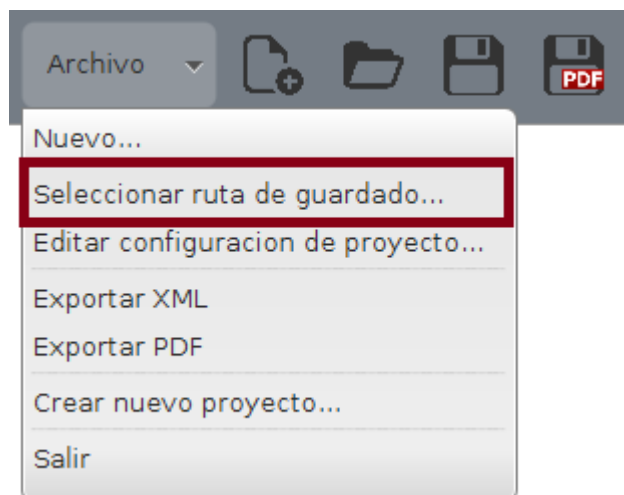 Archivo
PDF
Nuevo...
Seleccionar ruta de guardado...
Editar configuracion de proyecto...
Exportar XML
Exportar PDF
Crear nuevo proyecto...
Salir